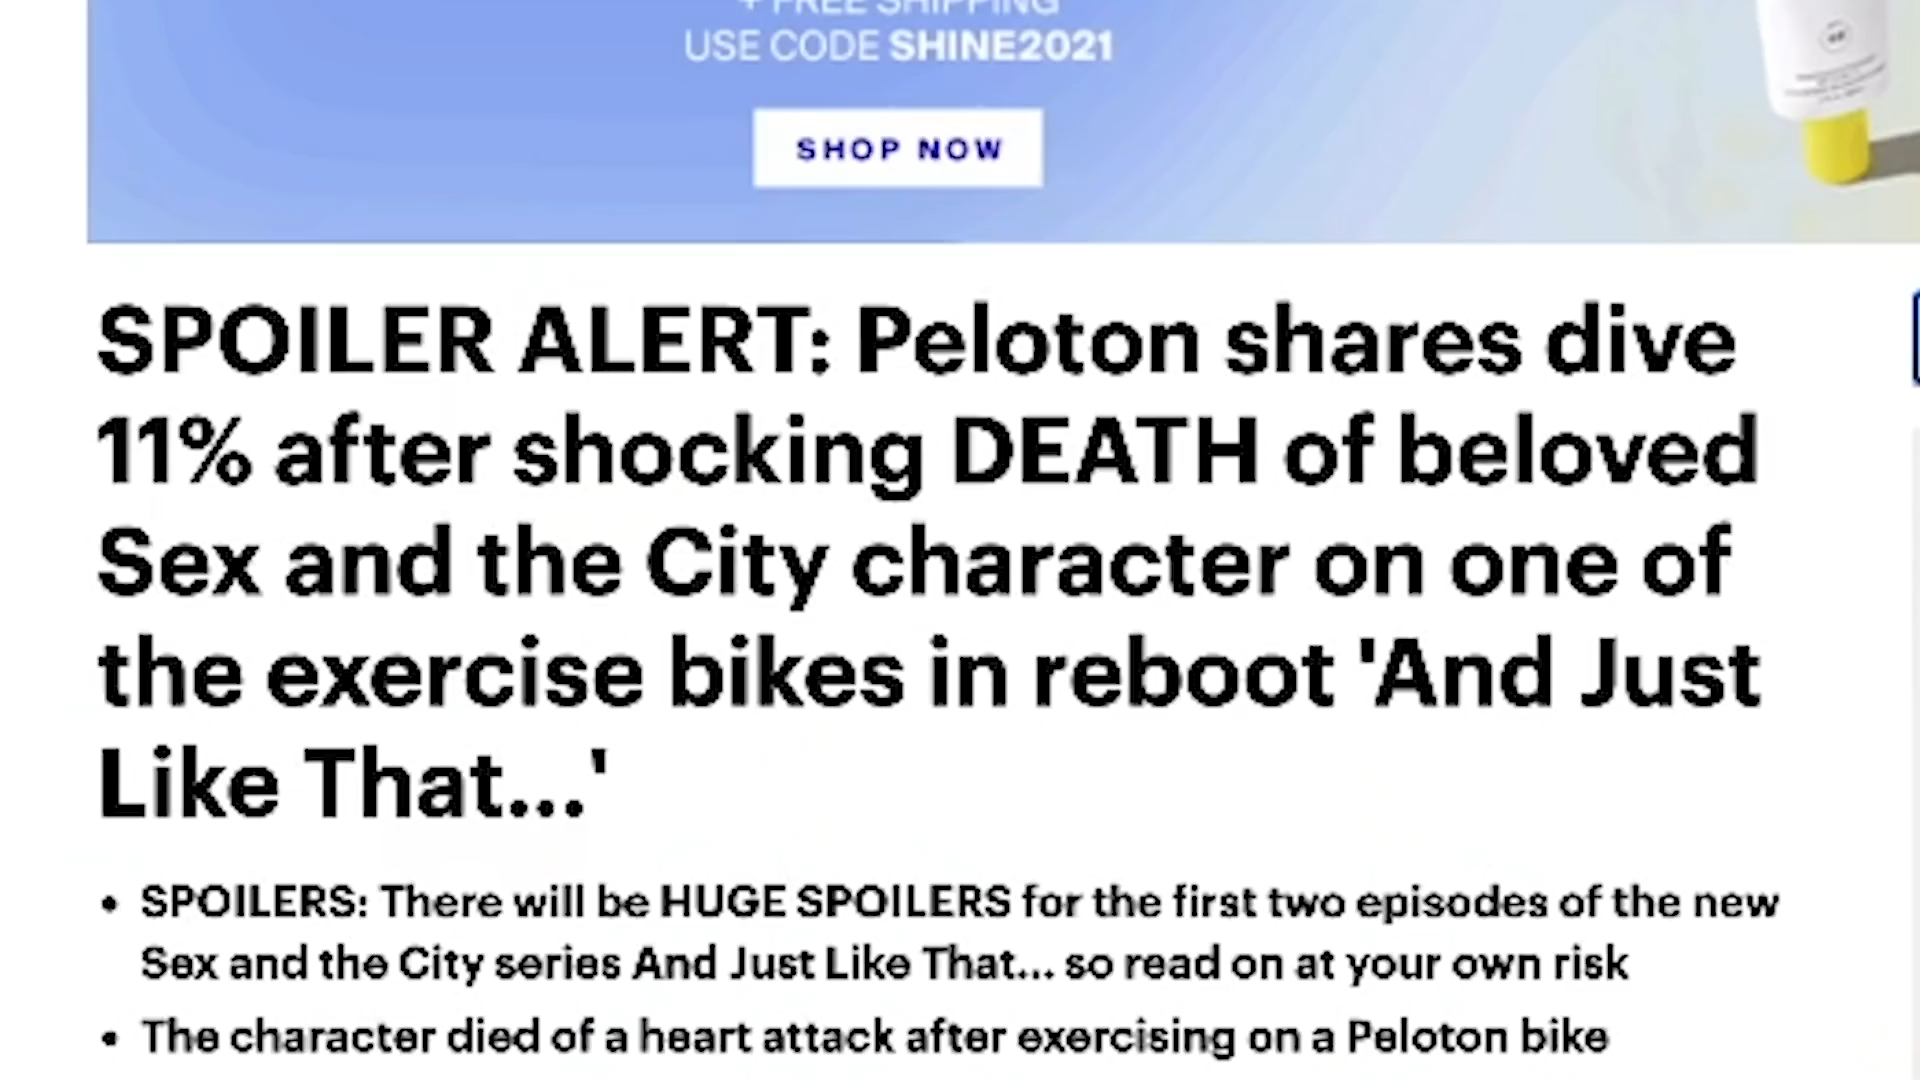 + FREE SHIPPING
USE CODE SHINE2021
SHOP NOW
SPOILER ALERT: Peloton shares dive
11% after shocking DEATH of beloved
Sex and the City character on one of
the exercise bikes in reboot 'And Just
Like That...'
• SPOILERS: There will be HUGE SPOILERS for the first two episodes of the new
Sex and the City series And Just Like That... so read on at your own risk
• The character died of a heart attack after exercising on a Peloton bike